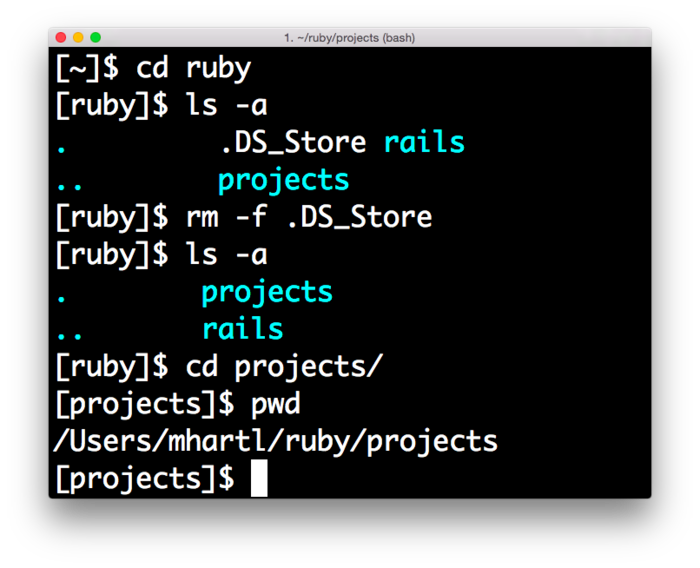 1. ~/ruby/projects (bash)
[~]$ cd ruby
[ruby]$ ls -a
.          .DS_Store rails
..         projects
[ruby]$ rm -f .DS_Store
[ruby]$ ls -a
.        projects
..       rails
[ruby]$ cd projects/
[projects]$ pwd
/Users/mhartl/ruby/projects
[projects]$